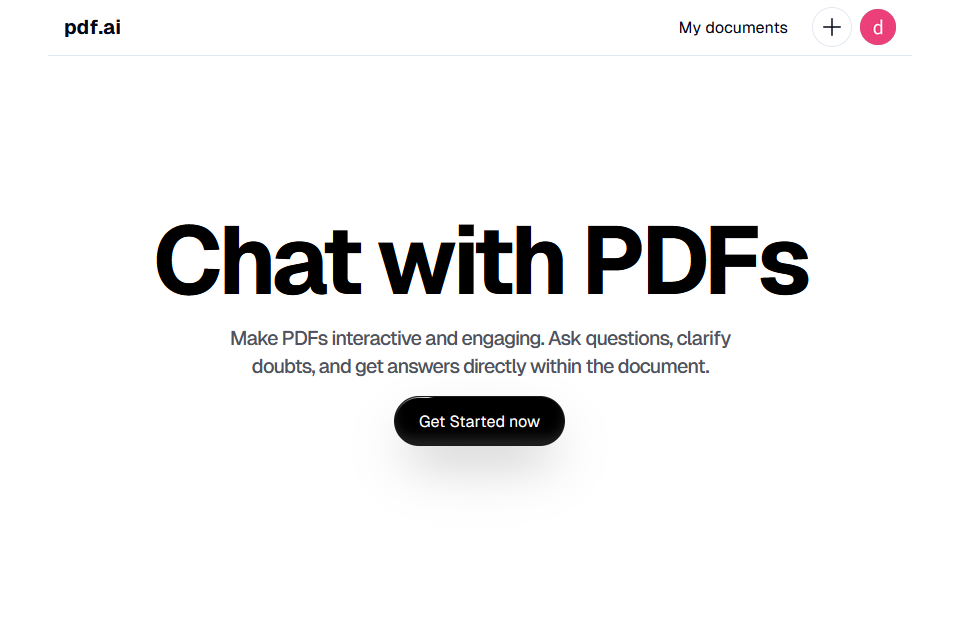 pdf.ai
My documents
d
Chat with PDFs
Make PDFs interactive and engaging. Ask questions, clarify
doubts, and get answers directly within the document.
Get Started now